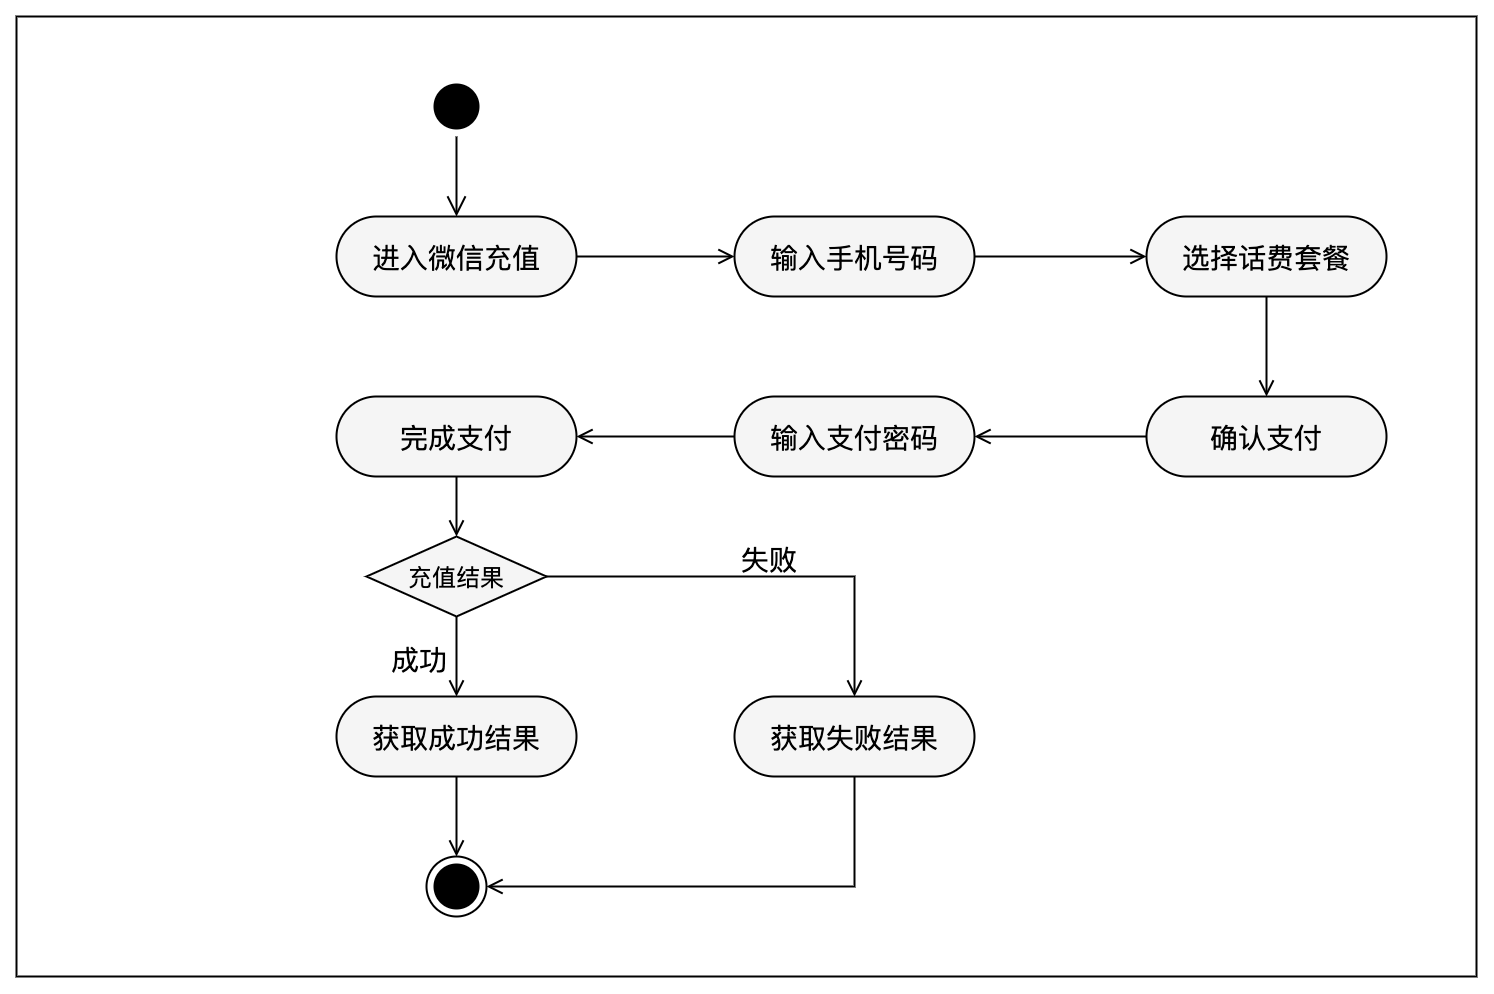 进入微信充值
输入手机号码
选择话费套餐
确认支付
输入支付密码
完成支付
充值结果
失败
成功
获取成功结果
获取失败结果